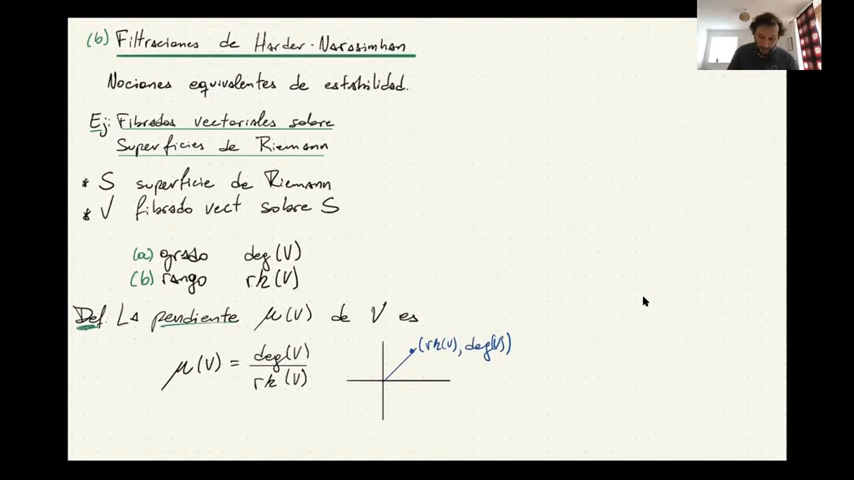 (b) Filtraciones de Harder-Narasimhan
Nociones equivalentes de estabilidad.
Ej: Fibrados vectoriales sobre
Superficies de Riemann
* S superficie de Riemann
* V fibrado vect sobre S
(a) grado deg(V)
(b) rango rk(V)
Def. La pendiente μ(V) de V es
μ(V) = deg(V) / rk(V)
(rk(V), deg(V))